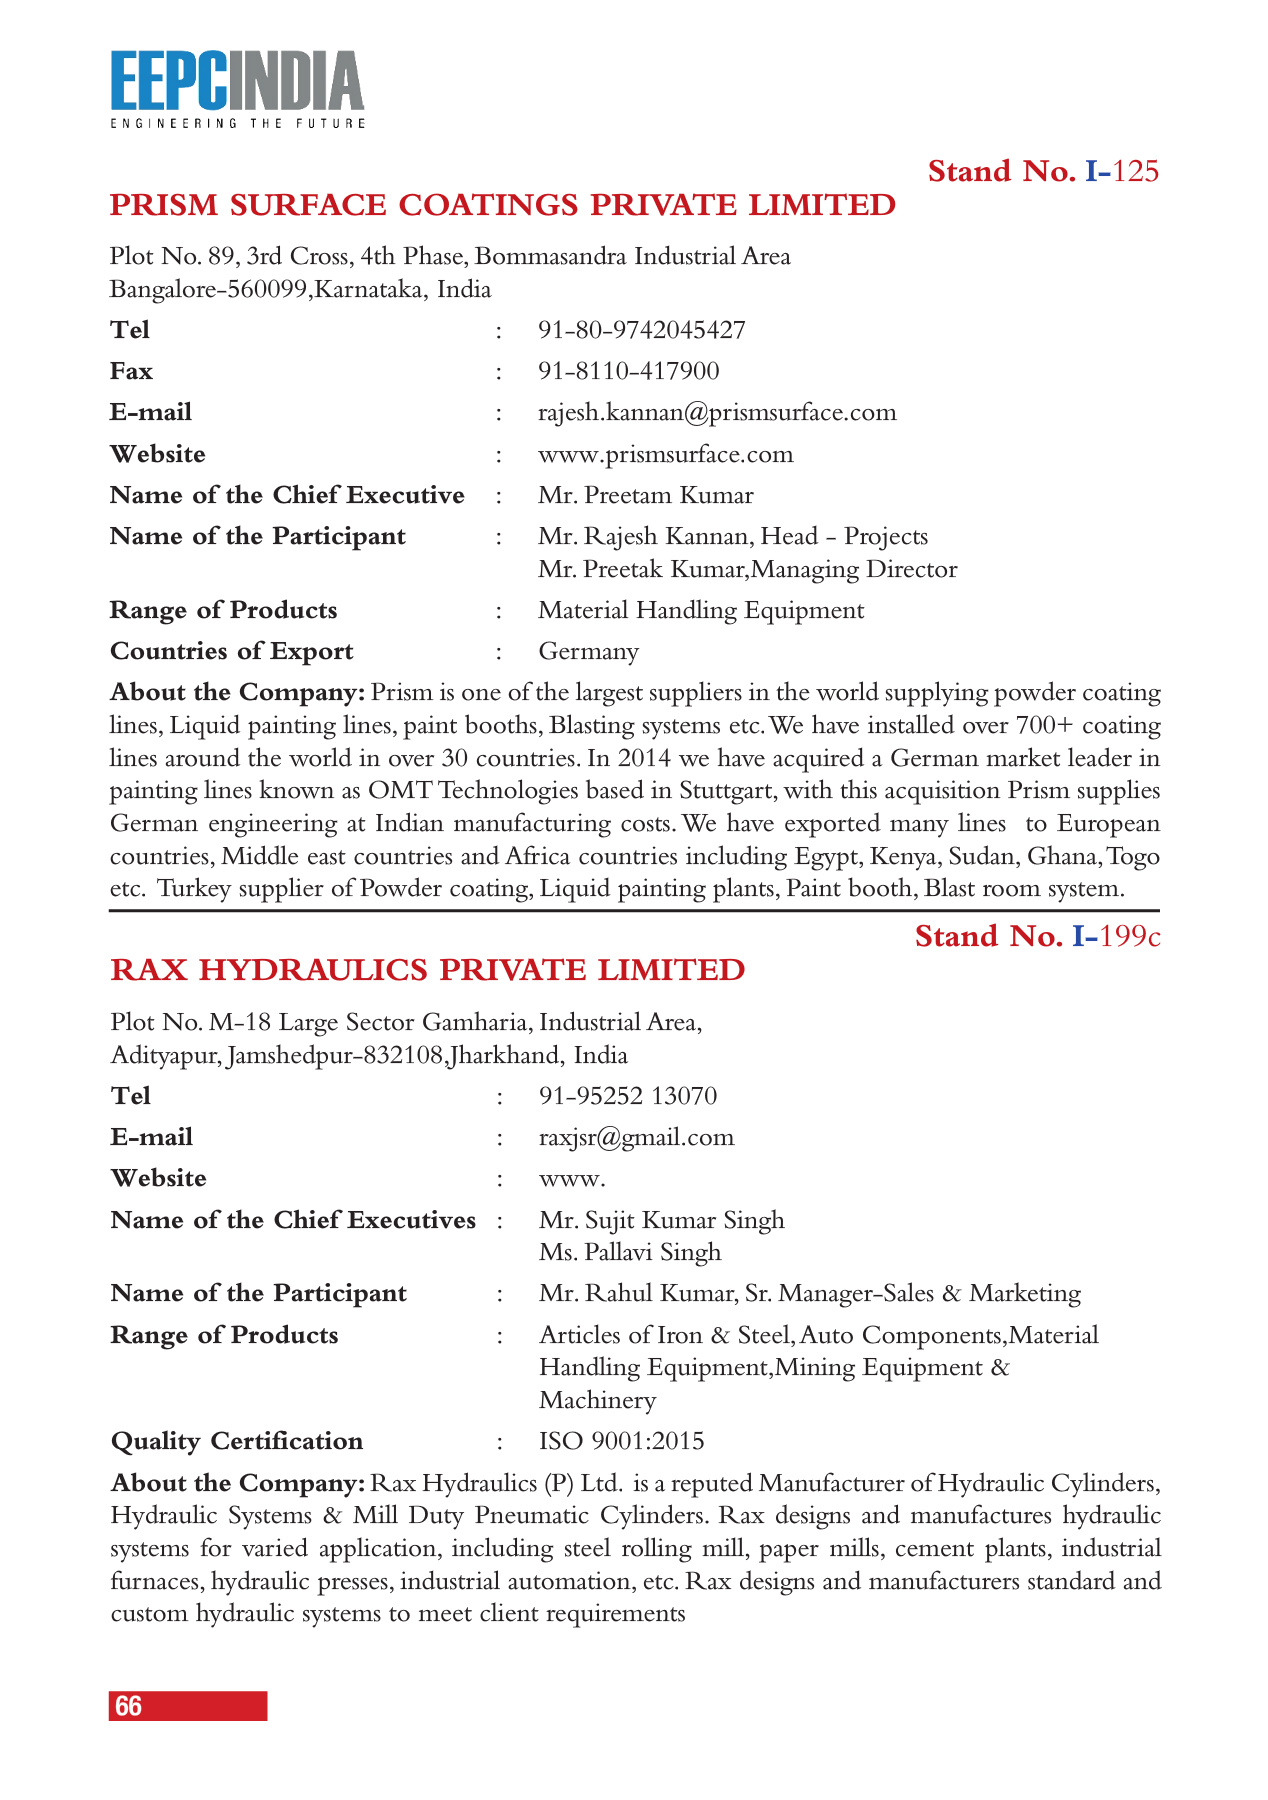 EEPCINDIA
ENGINEERING THE FUTURE
Stand No. I-125
PRISM SURFACE COATINGS PRIVATE LIMITED
Plot No. 89, 3rd Cross, 4th Phase, Bommasandra Industrial Area
Bangalore-560099,Karnataka, India
Tel : 91-80-9742045427
Fax : 91-8110-417900
E-mail : rajesh.kannan@prismsurface.com
Website : www.prismsurface.com
Name of the Chief Executive : Mr. Preetam Kumar
Name of the Participant : Mr. Rajesh Kannan, Head - Projects
Mr. Preetak Kumar,Managing Director
Range of Products : Material Handling Equipment
Countries of Export : Germany
About the Company: Prism is one of the largest suppliers in the world supplying powder coating
lines, Liquid painting lines, paint booths, Blasting systems etc. We have installed over 700+ coating
lines around the world in over 30 countries. In 2014 we have acquired a German market leader in
painting lines known as OMT Technologies based in Stuttgart, with this acquisition Prism supplies
German engineering at Indian manufacturing costs. We have exported many lines to European
countries, Middle east countries and Africa countries including Egypt, Kenya, Sudan, Ghana, Togo
etc. Turkey supplier of Powder coating, Liquid painting plants, Paint booth, Blast room system.
Stand No. I-199c
RAX HYDRAULICS PRIVATE LIMITED
Plot No. M-18 Large Sector Gamharia, Industrial Area,
Adityapur, Jamshedpur-832108,Jharkhand, India
Tel : 91-95252 13070
E-mail : raxjsr@gmail.com
Website : www.
Name of the Chief Executives : Mr. Sujit Kumar Singh
Ms. Pallavi Singh
Name of the Participant : Mr. Rahul Kumar, Sr. Manager-Sales & Marketing
Range of Products : Articles of Iron & Steel, Auto Components,Material
Handling Equipment,Mining Equipment &
Machinery
Quality Certification : ISO 9001:2015
About the Company: Rax Hydraulics (P) Ltd. is a reputed Manufacturer of Hydraulic Cylinders,
Hydraulic Systems & Mill Duty Pneumatic Cylinders. Rax designs and manufactures hydraulic
systems for varied application, including steel rolling mill, paper mills, cement plants, industrial
furnaces, hydraulic presses, industrial automation, etc. Rax designs and manufacturers standard and
custom hydraulic systems to meet client requirements
66